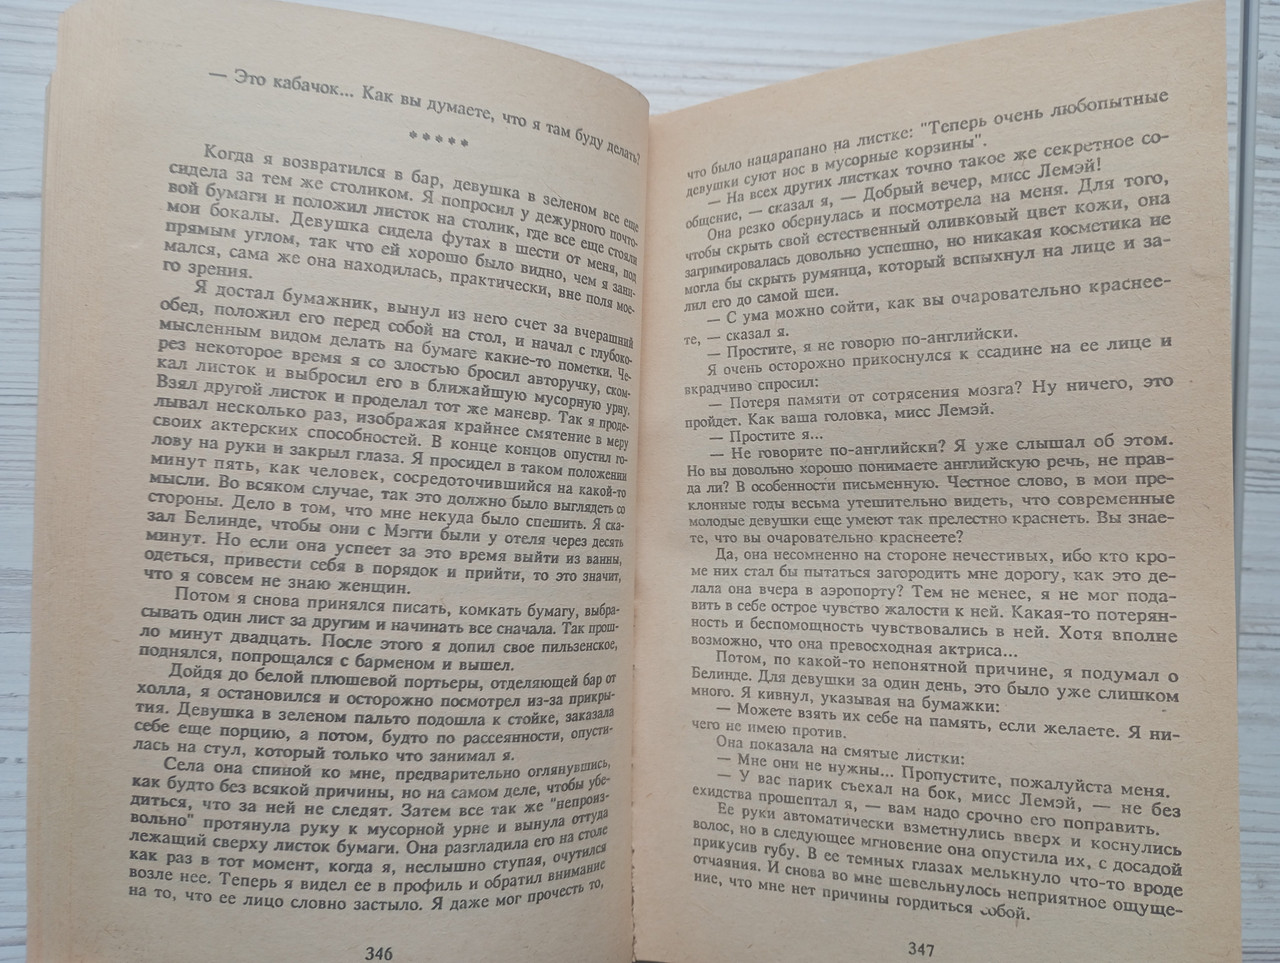 — Это кабачок... Как вы думаете, что я там буду делать?
*****
Когда я возвратился в бар, девушка в зеленом все еще
сидела за тем же столиком. Я попросил у дежурного почто-
вой бумаги и положил листок на столик, где все еще стояли
мои бокалы. Девушка сидела футах в шести от меня, под
прямым углом, так что ей хорошо было видно, чем я зани-
мался, сама же она находилась, практически, вне поля мое-
го зрения.
Я достал бумажник, вынул из него счет за вчерашний
обед, положил его перед собой на стол, и начал с глубоко-
мысленным видом делать на бумаге какие-то пометки. Че-
рез некоторое время я со злостью бросил авторучку, ском-
кал листок и выбросил его в ближайшую мусорную урну.
Взял другой листок и проделал тот же маневр. Так я проде-
лывал несколько раз, изображая крайнее смятение в меру
своих актерских способностей. В конце концов опустил го-
лову на руки и закрыл глаза. Я просидел в таком положении
минут пять, как человек, сосредоточившийся на какой-то
мысли. Во всяком случае, так это должно было выглядеть со
стороны. Дело в том, что мне некуда было спешить. Я ска-
зал Белинде, чтобы они с Мэгги были у отеля через десять
минут. Но если она успеет за это время выйти из ванны,
одеться, привести себя в порядок и прийти, то это значит,
что я совсем не знаю женщин.
Потом я снова принялся писать, комкать бумагу, выбра-
сывать один лист за другим и начинать все сначала. Так прош-
ло минут двадцать. После этого я допил свое пильзенское,
поднялся, попрощался с барменом и вышел.
Дойдя до белой плюшевой портьеры, отделяющей бар от
холла, я остановился и осторожно посмотрел из-за прикры-
тия. Девушка в зеленом пальто подошла к стойке, заказала
себе еще порцию, а потом, будто по рассеянности, опусти-
лась на стул, который только что занимал я.
Села она спиной ко мне, предварительно оглянувшись,
как будто без всякой причины, но на самом деле, чтобы убе-
диться, что за ней не следят. Затем все так же "непроиз-
вольно" протянула руку к мусорной урне и вынула оттуда
лежащий сверху листок бумаги. Она разгладила его на столе
как раз в тот момент, когда я, неслышно ступая, очутился
возле нее. Теперь я видел ее в профиль и обратил внимание
на то, что ее лицо словно застыло. Я даже мог прочесть то,
346
что было нацарапано на листке: "Теперь очень любопытные
девушки суют нос в мусорные корзины".
— На всех других листках точно такое же секретное со-
общение, — сказал я, — Добрый вечер, мисс Лемэй!
Она резко обернулась и посмотрела на меня. Для того,
чтобы скрыть свой естественный оливковый цвет кожи, она
загримировалась довольно успешно, но никакая косметика не
могла бы скрыть румянца, который вспыхнул на лице и за-
лил его до самой шеи.
— С ума можно сойти, как вы очаровательно краснее-
те, — сказал я.
— Простите, я не говорю по-английски.
Я очень осторожно прикоснулся к ссадине на ее лице и
вкрадчиво спросил:
— Потеря памяти от сотрясения мозга? Ну ничего, это
пройдет. Как ваша головка, мисс Лемэй.
— Простите я...
— Не говорите по-английски? Я уже слышал об этом.
Но вы довольно хорошо понимаете английскую речь, не прав-
да ли? В особенности письменную. Честное слово, в мои пре-
клонные годы весьма утешительно видеть, что современные
молодые девушки еще умеют так прелестно краснеть. Вы знае-
те, что вы очаровательно краснеете?
Да, она несомненно на стороне нечестивых, ибо кто кро-
ме них стал бы пытаться загородить мне дорогу, как это де-
лала она вчера в аэропорту? Тем не менее, я не мог пода-
вить в себе острое чувство жалости к ней. Какая-то потерян-
ность и беспомощность чувствовались в ней. Хотя вполне
возможно, что она превосходная актриса...
Потом, по какой-то непонятной причине, я подумал о
Белинде. Для девушки за один день, это было уже слишком
много. Я кивнул, указывая на бумажки:
— Можете взять их себе на память, если желаете. Я ни-
чего не имею против.
Она показала на смятые листки:
— Мне они не нужны... Пропустите, пожалуйста меня.
— У вас парик съехал на бок, мисс Лемэй, — не без
ехидства прошептал я, — вам надо срочно его поправить.
Ее руки автоматически взметнулись вверх и коснулись
волос, но в следующее мгновение она опустила их, с досадой
прикусив губу. В ее темных глазах мелькнуло что-то вроде
отчаяния. И снова во мне шевельнулось неприятное ощуще-
ние, что мне нет причины гордиться собой.
347